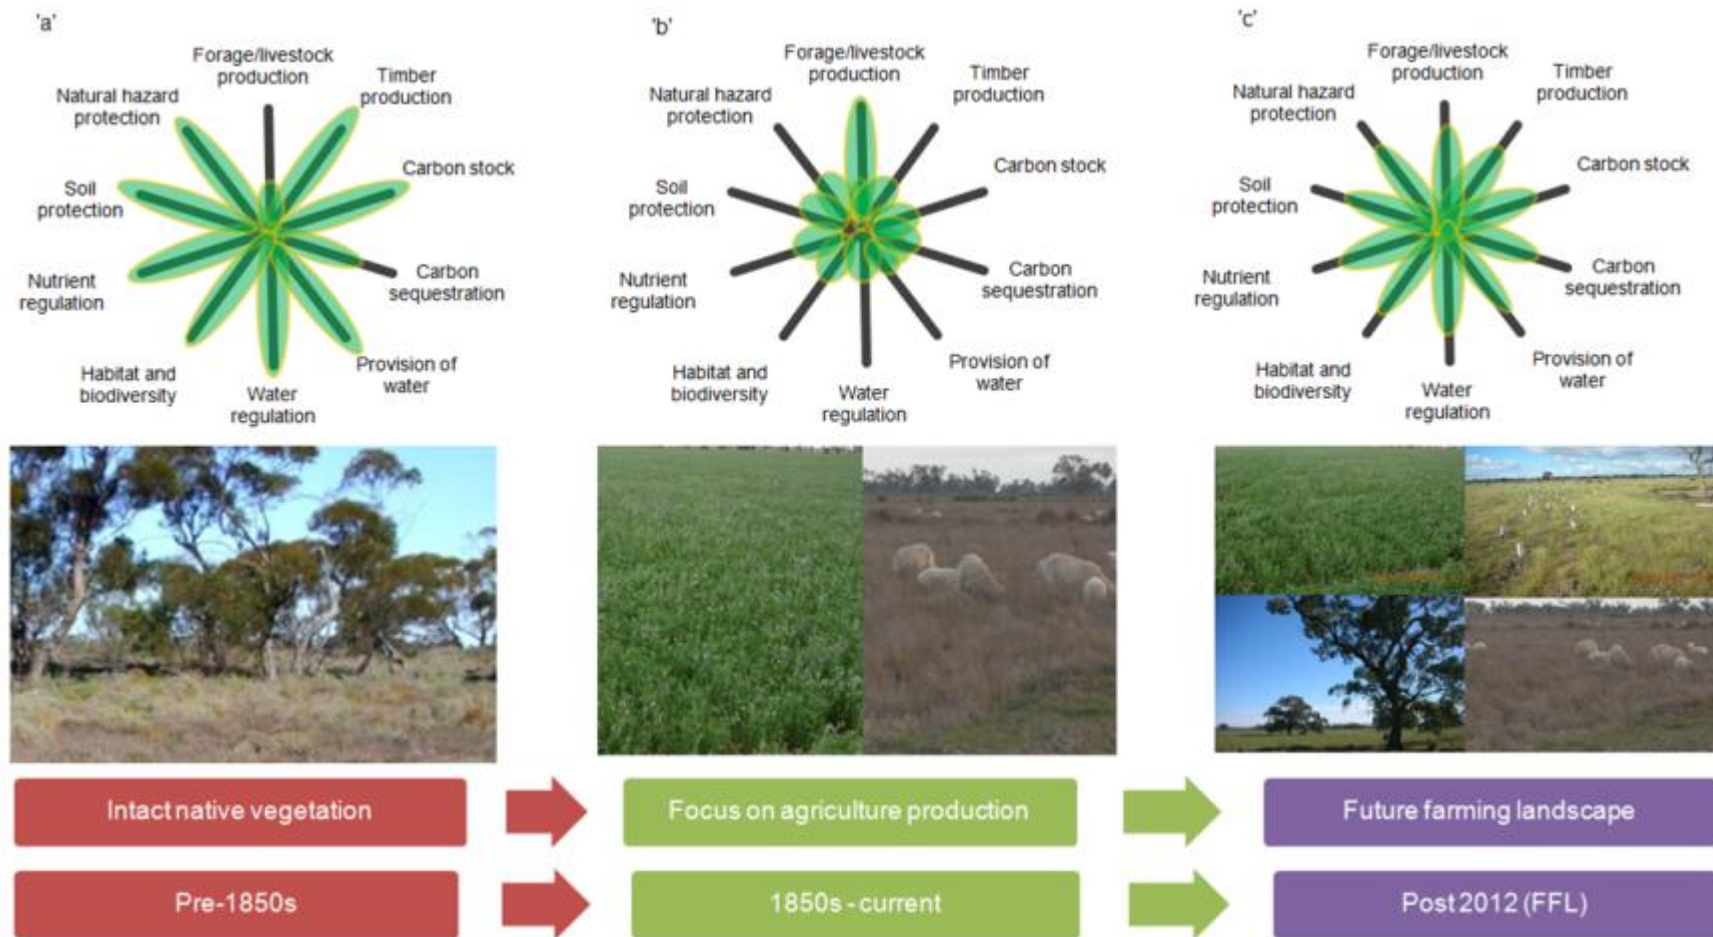 'a'
Forage/livestock
production
Timber
production
Natural hazard
protection
Carbon stock
Soil
protection
Nutrient
regulation
Carbon
sequestration
Habitat and
biodiversity
Water
regulation
Provision of
water
'b'
Forage/livestock
production
Timber
production
Natural hazard
protection
Carbon stock
Soil
protection
Nutrient
regulation
Carbon
sequestration
Habitat and
biodiversity
Water
regulation
Provision of
water
'c'
Forage/livestock
production
Timber
production
Natural hazard
protection
Carbon stock
Soil
protection
Nutrient
regulation
Carbon
sequestration
Habitat and
biodiversity
Water
regulation
Provision of
water
Intact native vegetation
Focus on agriculture production
Future farming landscape
Pre-1850s
1850s - current
Post 2012 (FFL)